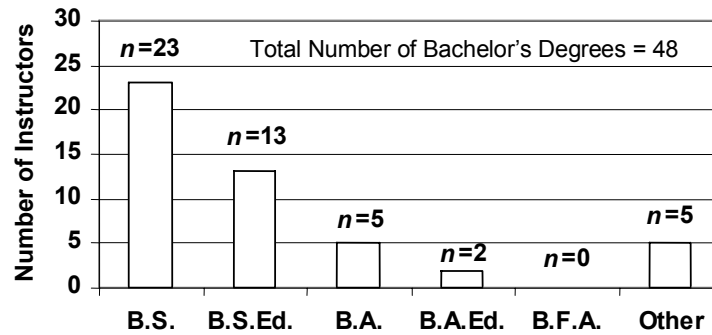 Number of Instructors
30
25
20
15
10
5
0
Total Number of Bachelor's Degrees = 48
n=23
n=13
n=5
n=2
n=0
n=5
B.S.
B.S.Ed.
B.A.
B.A.Ed.
B.F.A.
Other